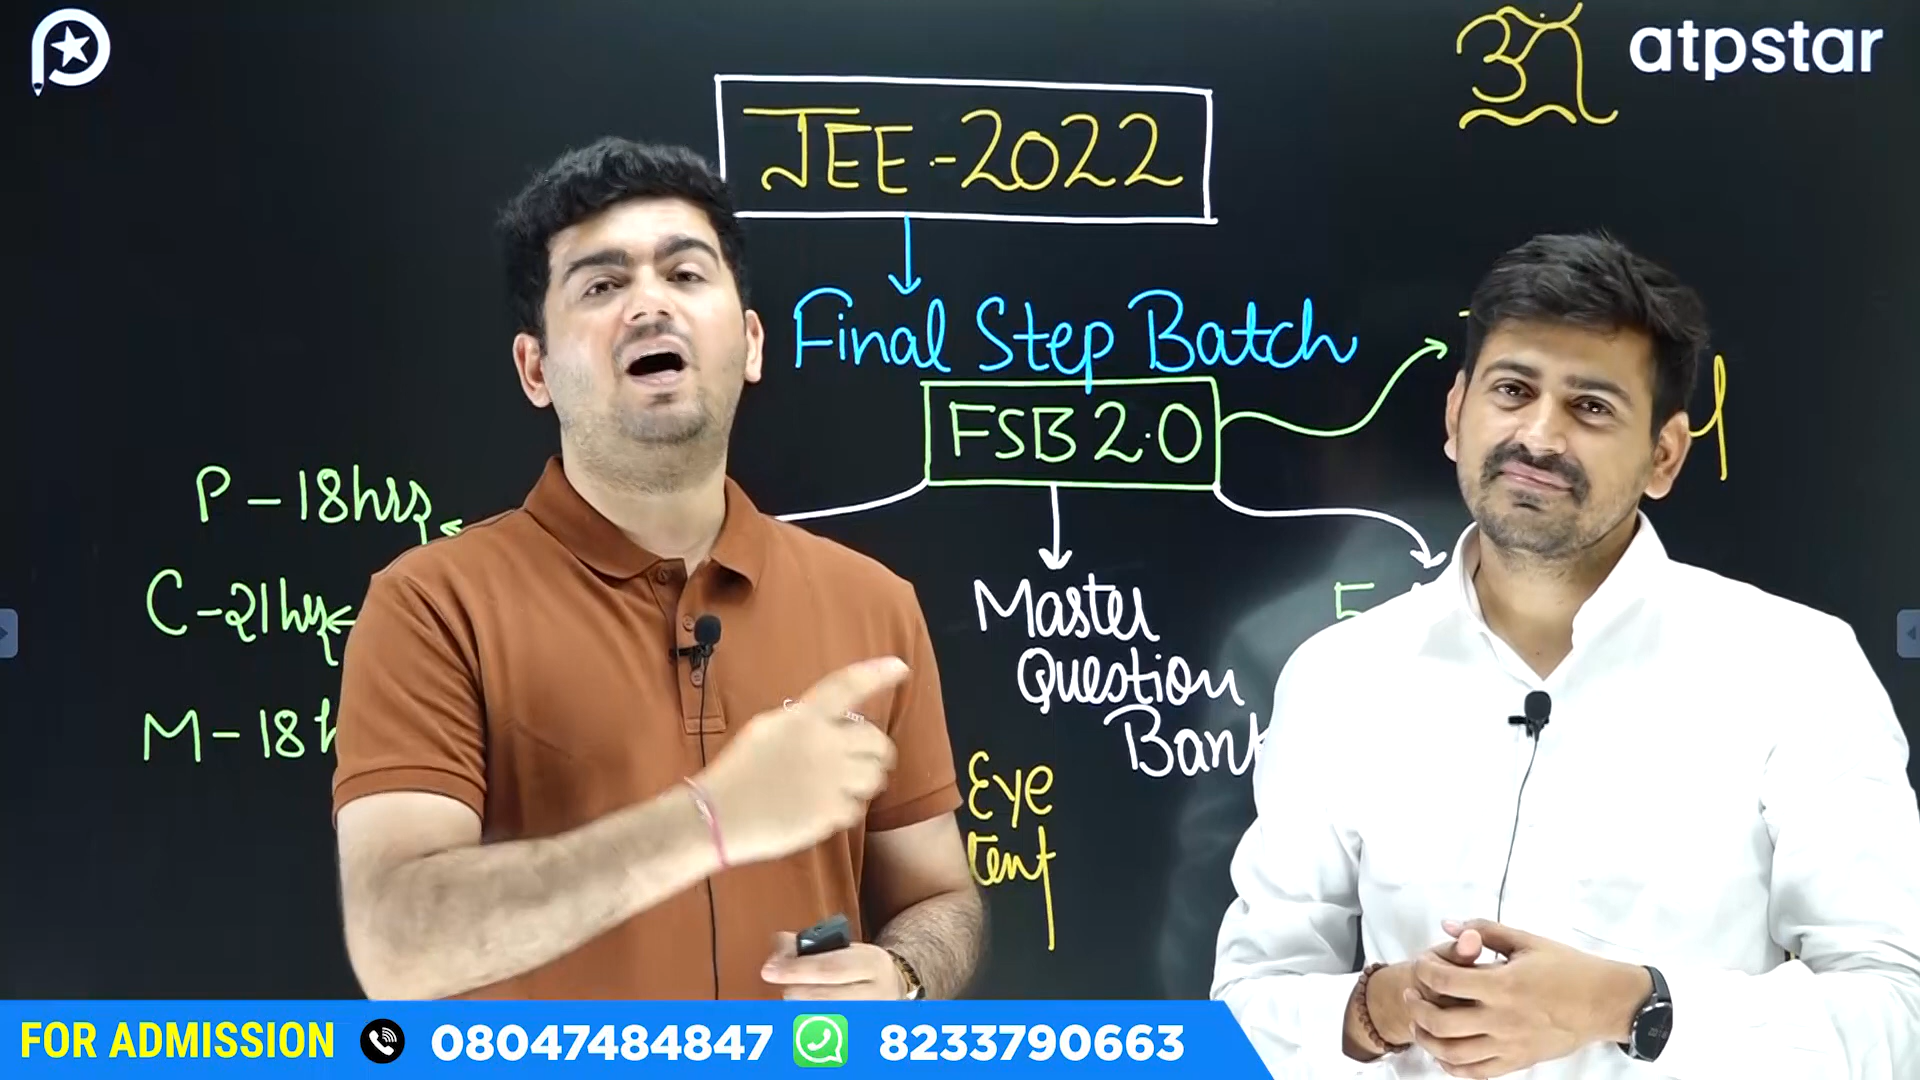 ॐ
atpstar
JEE-2022
Final Step Batch
FSB 2.0
P - 18hrs
C - 21hrs
M - 18
Master
Question
Bank
Eye
FOR ADMISSION 08047484847 8233790663